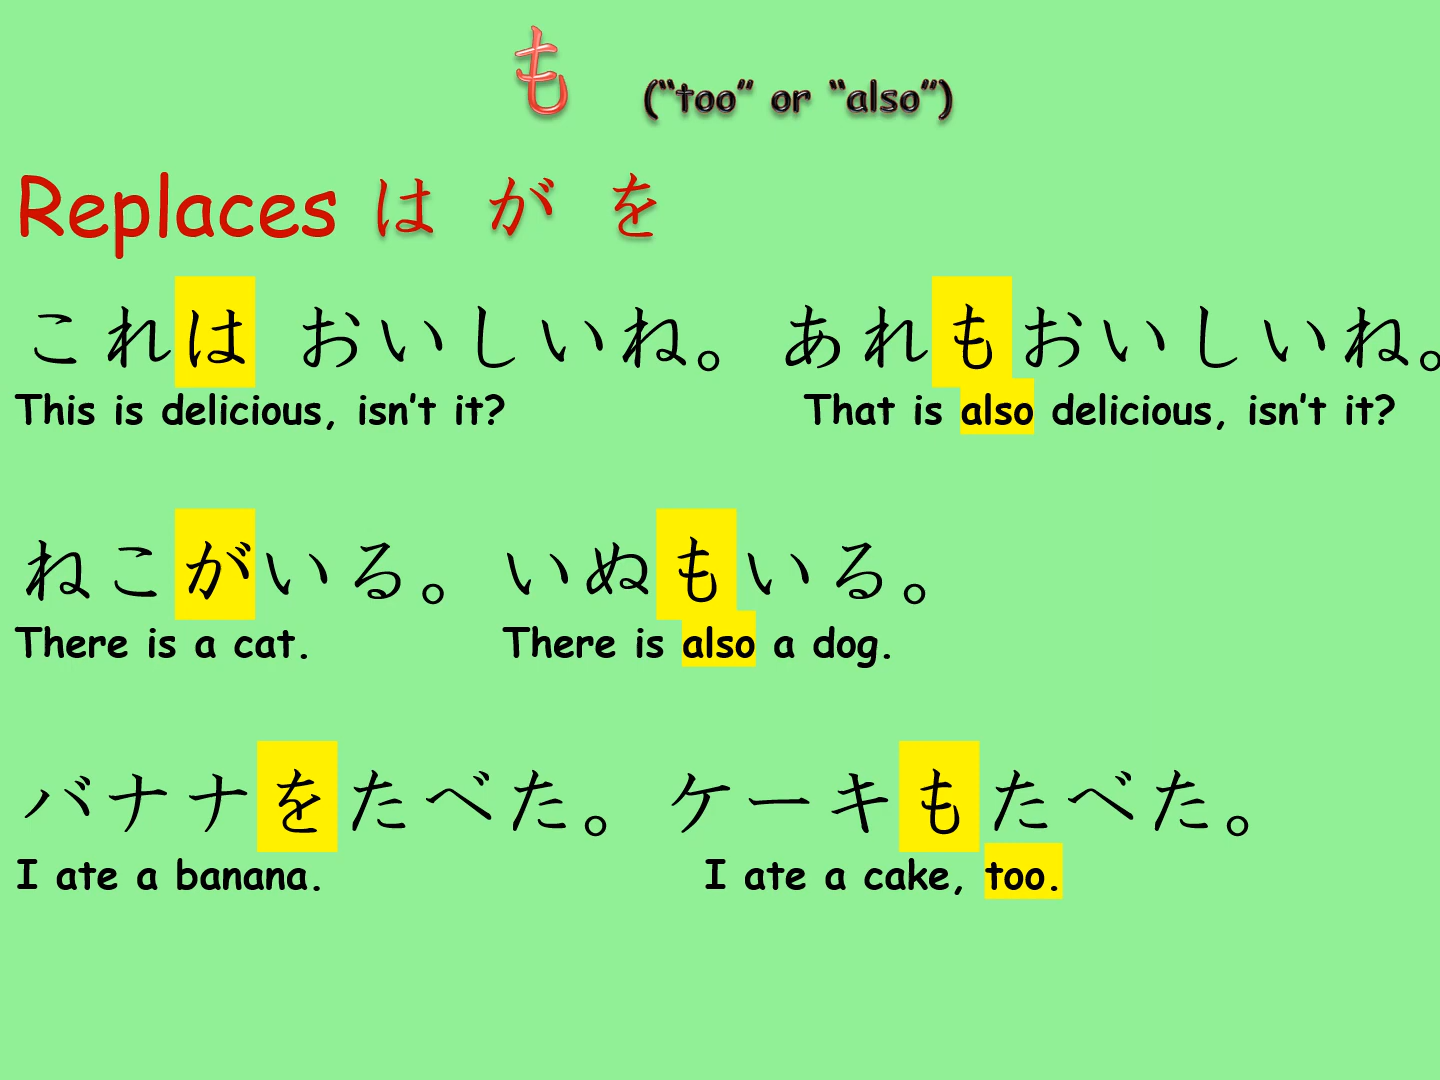 も ("too" or "also")
Replaces は が を
これは おいしいね。 あれもおいしいね。
This is delicious, isn't it? That is also delicious, isn't it?
ねこがいる。 いぬもいる。
There is a cat. There is also a dog.
バナナをたべた。 ケーキもたべた。
I ate a banana. I ate a cake, too.